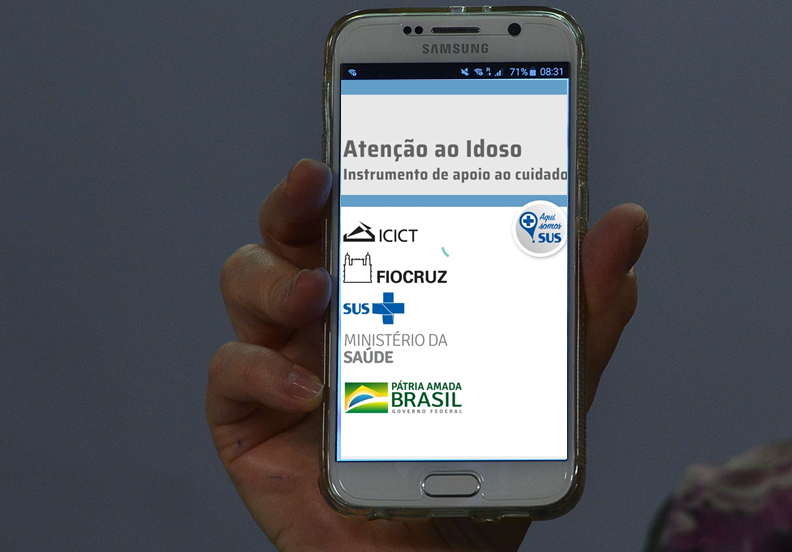 SAMSUNG
71% 08:31
Atenção ao Idoso
Instrumento de apoio ao cuidado
Aqui
somos
SUS
ICICT
FIOCRUZ
SUS
MINISTÉRIO DA
SAÚDE
PÁTRIA AMADA
BRASIL
GOVERNO FEDERAL